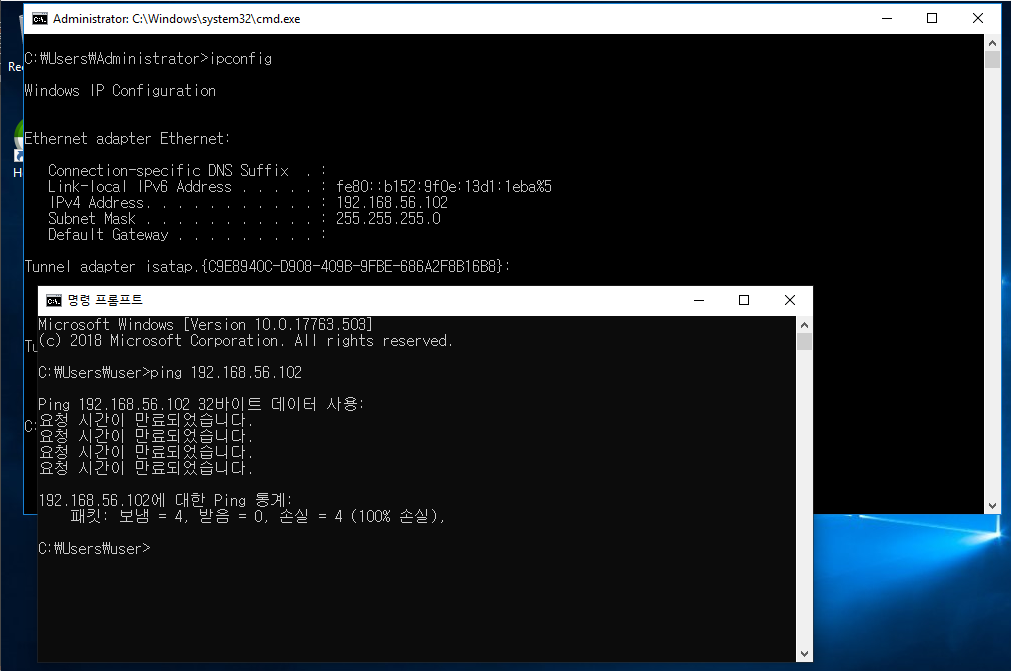 Administrator: C:\Windows\system32\cmd.exe
C:₩Users₩Administrator>ipconfig
Windows IP Configuration
Ethernet adapter Ethernet:
Connection-specific DNS Suffix  . :
Link-local IPv6 Address . . . . . : fe80::b152:9f0e:13d1:1eba%5
IPv4 Address. . . . . . . . . . . : 192.168.56.102
Subnet Mask . . . . . . . . . . . : 255.255.255.0
Default Gateway . . . . . . . . . :
Tunnel adapter isatap.{C9E8940C-D908-409B-9FBE-686A2F8B16B8}:
명령 프롬프트
Microsoft Windows [Version 10.0.17763.503]
(c) 2018 Microsoft Corporation. All rights reserved.
C:₩Users₩user>ping 192.168.56.102
Ping 192.168.56.102 32바이트 데이터 사용:
요청 시간이 만료되었습니다.
요청 시간이 만료되었습니다.
요청 시간이 만료되었습니다.
요청 시간이 만료되었습니다.
192.168.56.102에 대한 Ping 통계:
패킷: 보냄 = 4, 받음 = 0, 손실 = 4 (100% 손실),
C:₩Users₩user>